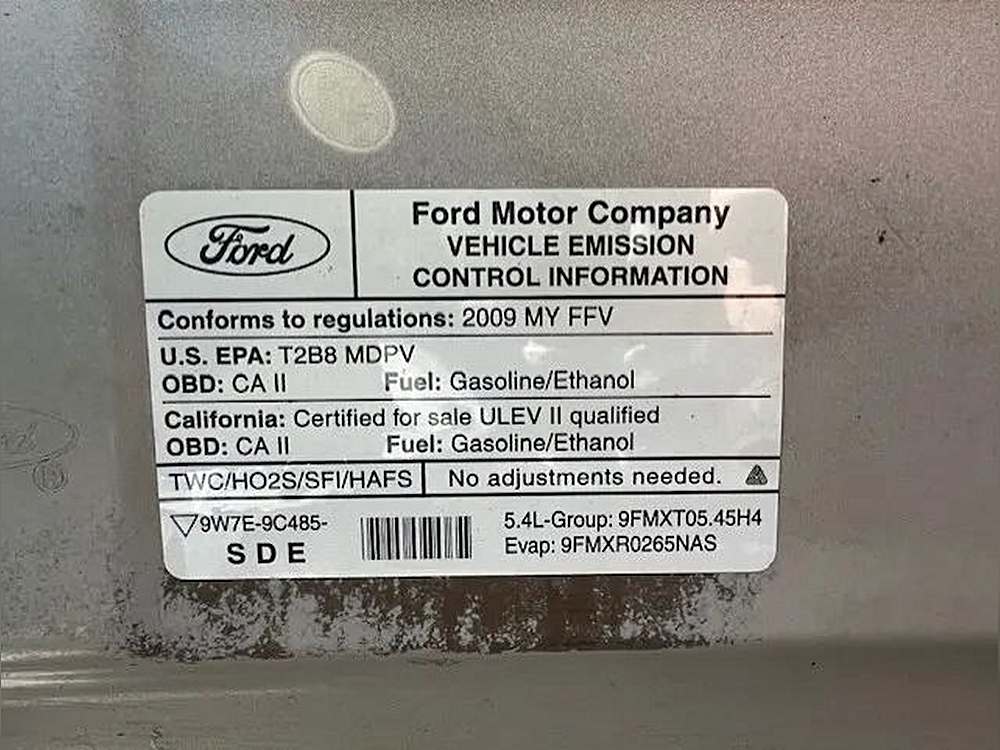 Ford
Ford Motor Company
VEHICLE EMISSION
CONTROL INFORMATION
Conforms to regulations: 2009 MY FFV
U.S. EPA: T2B8 MDPV
OBD: CA II Fuel: Gasoline/Ethanol
California: Certified for sale ULEV II qualified
OBD: CA II Fuel: Gasoline/Ethanol
TWC/HO2S/SFI/HAFS No adjustments needed.
9W7E-9C485-
SDE
5.4L-Group: 9FMXT05.45H4
Evap: 9FMXR0265NAS